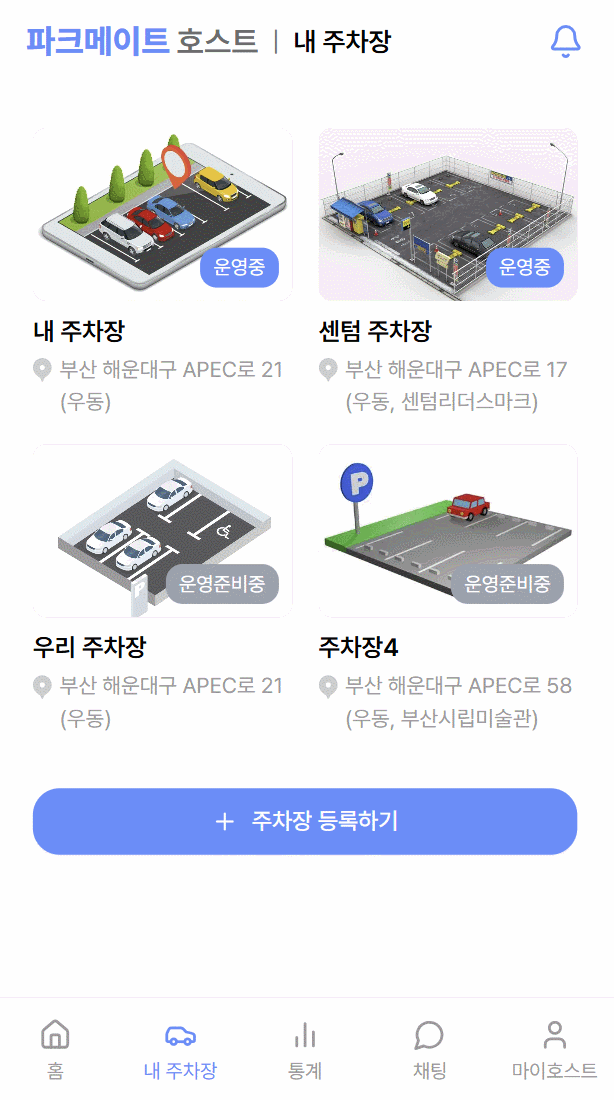 파크메이트 호스트 | 내 주차장
운영중
운영중
내 주차장
부산 해운대구 APEC로 21
(우동)
센텀 주차장
부산 해운대구 APEC로 17
(우동, 센텀리더스마크)
P
운영준비중
P
운영준비중
우리 주차장
부산 해운대구 APEC로 21
(우동)
주차장4
부산 해운대구 APEC로 58
(우동, 부산시립미술관)
+ 주차장 등록하기
홈
내 주차장
통계
채팅
마이호스트